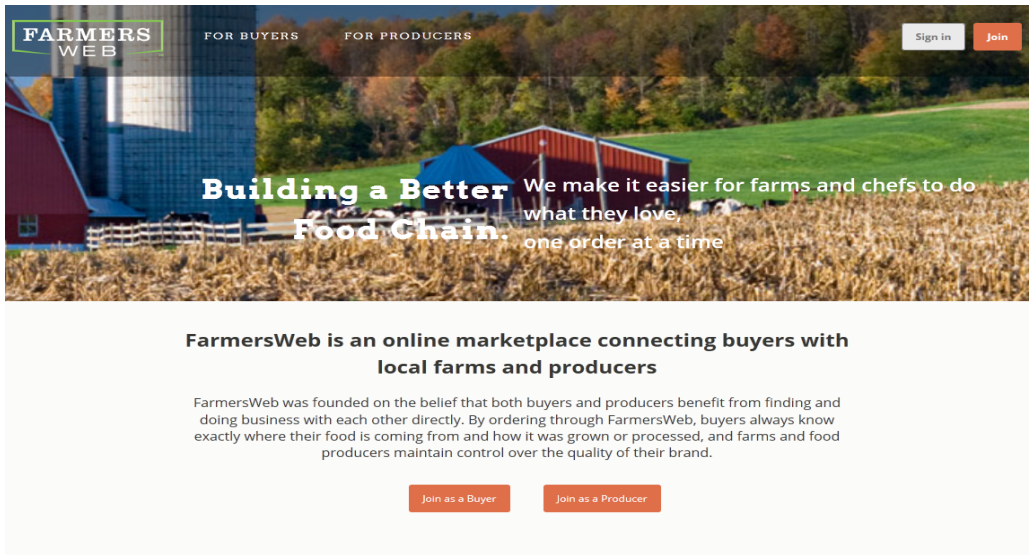 FARMERS
WEB
FOR BUYERS
FOR PRODUCERS
Sign in
Join
Building a Better
Food Chain.
We make it easier for farms and chefs to do
what they love,
one order at a time
FarmersWeb is an online marketplace connecting buyers with
local farms and producers
FarmersWeb was founded on the belief that both buyers and producers benefit from finding and
doing business with each other directly. By ordering through FarmersWeb, buyers always know
exactly where their food is coming from and how it was grown or processed, and farms and food
producers maintain control over the quality of their brand.
Join as a Buyer
Join as a Producer